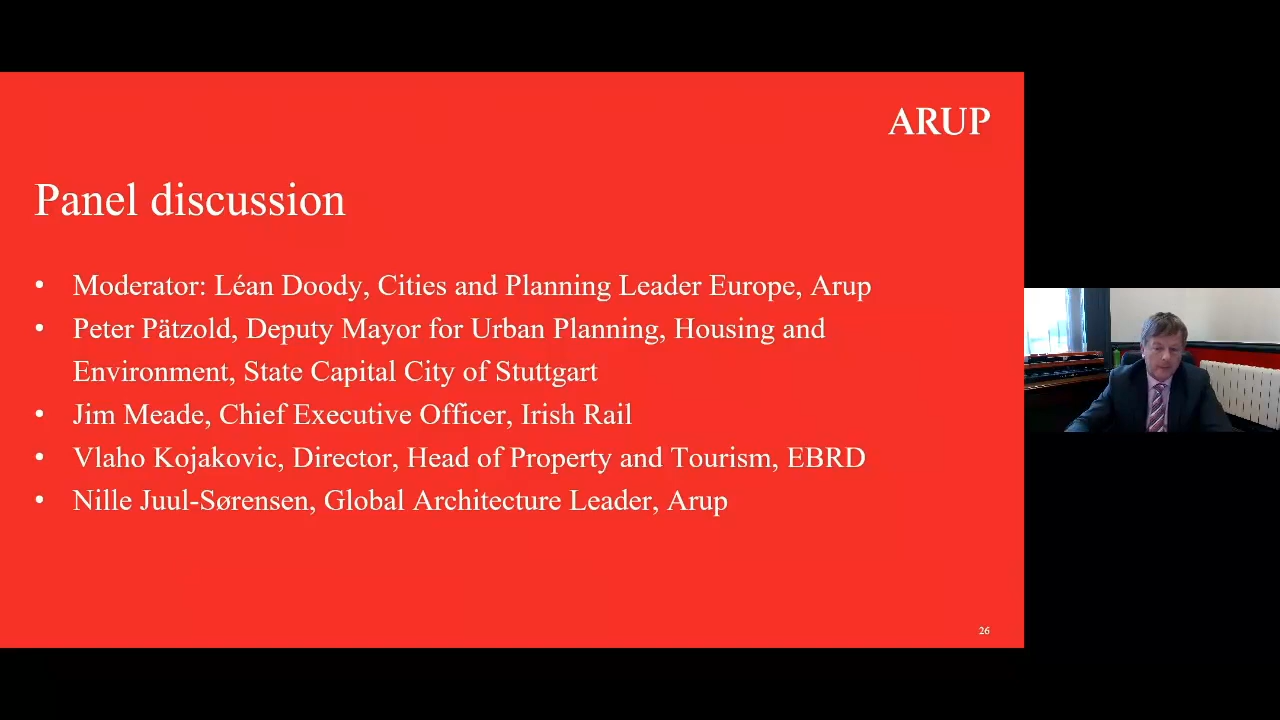 ARUP
Panel discussion
• Moderator: Léan Doody, Cities and Planning Leader Europe, Arup
• Peter Pätzold, Deputy Mayor for Urban Planning, Housing and
Environment, State Capital City of Stuttgart
• Jim Meade, Chief Executive Officer, Irish Rail
• Vlaho Kojakovic, Director, Head of Property and Tourism, EBRD
• Nille Juul-Sørensen, Global Architecture Leader, Arup
26